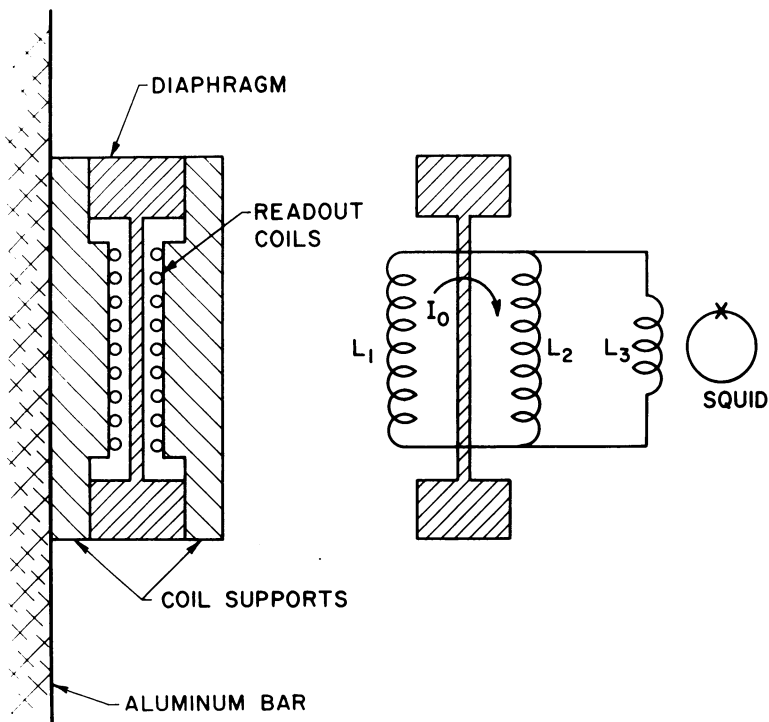 DIAPHRAGM
READOUT
COILS
I0
L1
L2
L3
SQUID
COIL SUPPORTS
ALUMINUM BAR